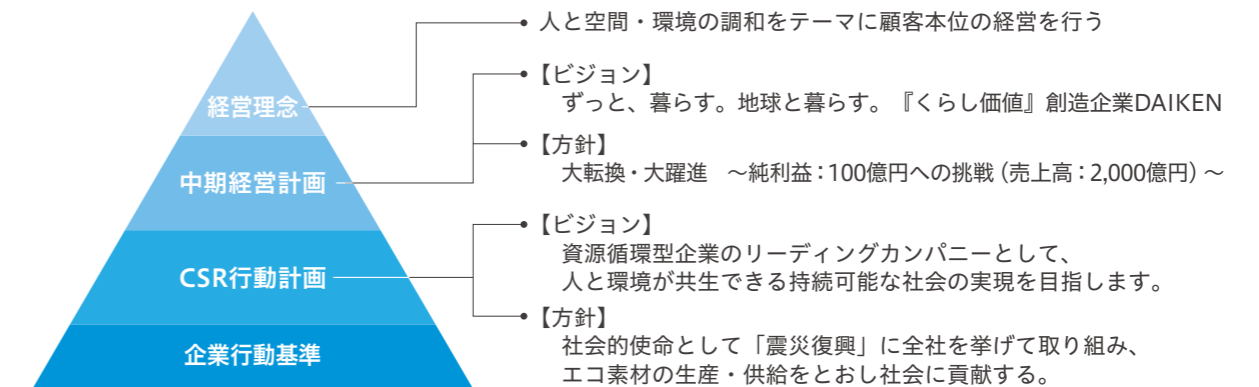 人と空間・環境の調和をテーマに顧客本位の経営を行う
経営理念
【ビジョン】
ずっと、暮らす。地球と暮らす。『くらし価値』創造企業DAIKEN
中期経営計画
【方針】
大転換・大躍進 ～純利益：100億円への挑戦（売上高：2,000億円）～
CSR行動計画
【ビジョン】
資源循環型企業のリーディングカンパニーとして、
人と環境が共生できる持続可能な社会の実現を目指します。
【方針】
社会的使命として「震災復興」に全社を挙げて取り組み、
エコ素材の生産・供給をとおし社会に貢献する。
企業行動基準